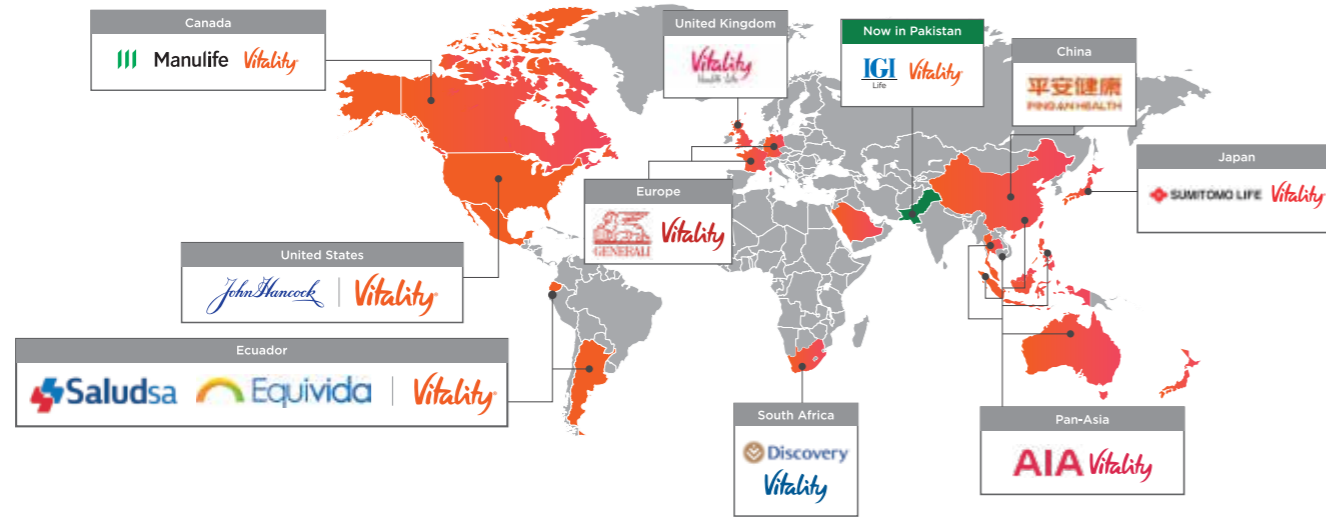 Canada
Manulife Vitality
United Kingdom
Vitality
Health Life
Now in Pakistan
IGI
Life
Vitality
China
平安健康
PINGAN HEALTH
Japan
SUMITOMO LIFE Vitality
Europe
GENERALI
Vitality
United States
John Hancock Vitality
Ecuador
Saludsa Equivida Vitality
South Africa
Discovery
Vitality
Pan-Asia
AIA Vitality